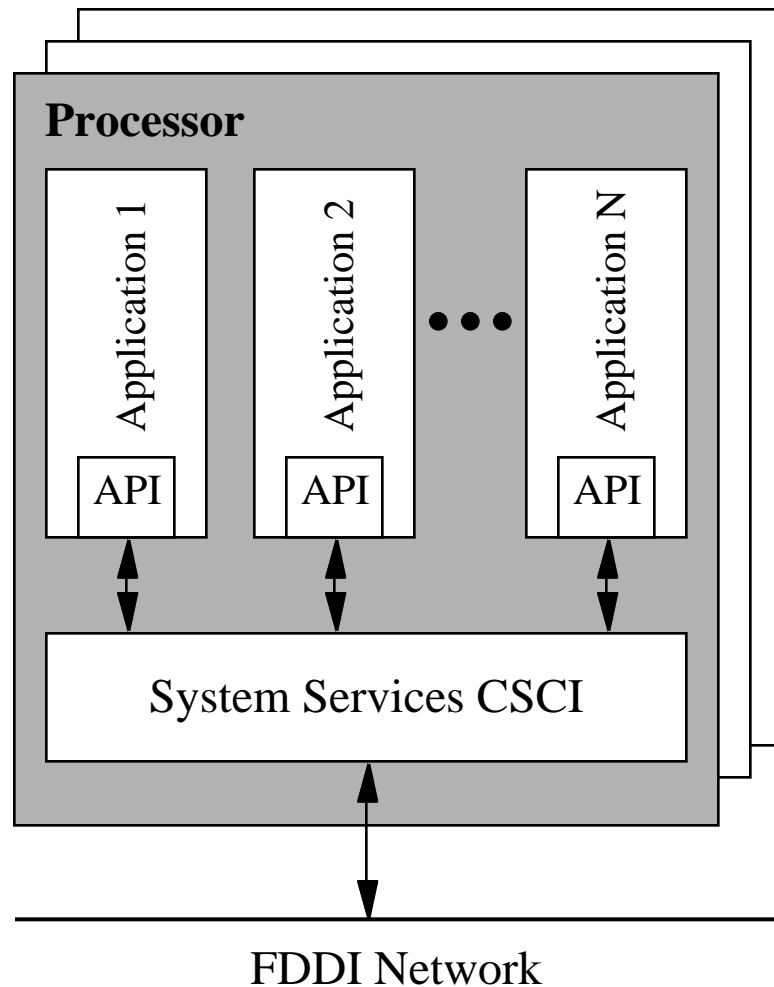 Processor
Application 1
Application 2
Application N
API
API
API
System Services CSCI
FDDI Network